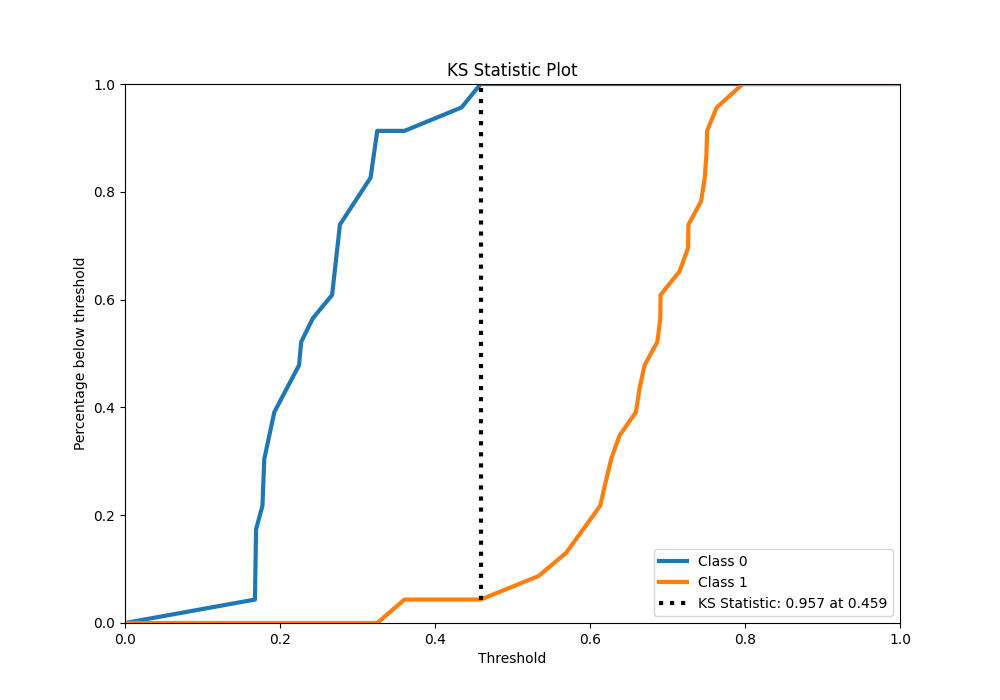 KS Statistic Plot
Percentage below threshold
1.0
0.8
0.6
0.4
0.2
0.0
0.0 0.2 0.4 0.6 0.8 1.0
Threshold
Class 0
Class 1
KS Statistic: 0.957 at 0.459